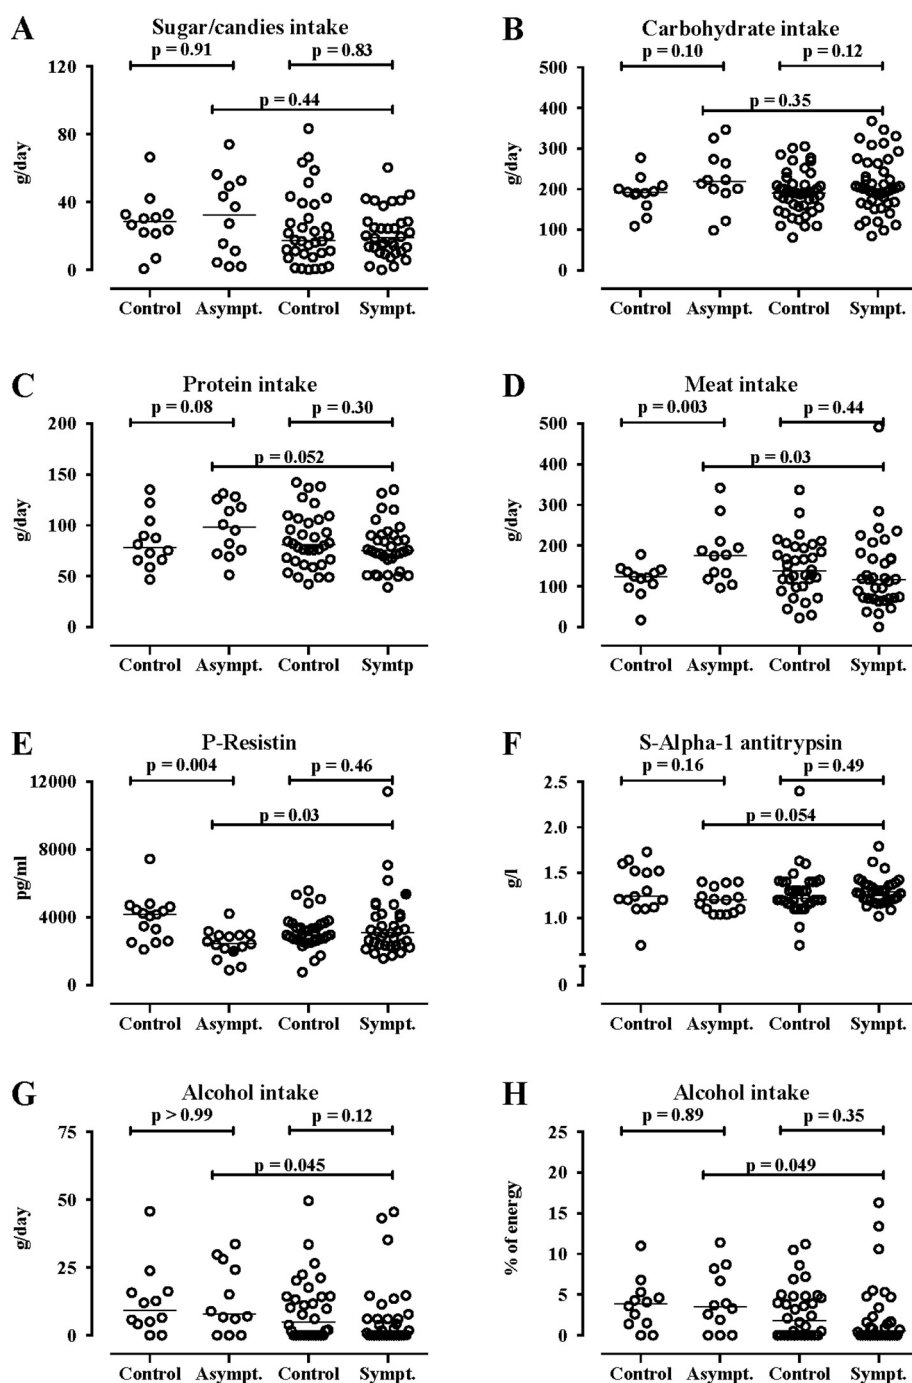 A
Sugar/candies intake
p = 0.91
p = 0.83
p = 0.44
120
80
40
0
g/day
Control
Asympt.
Control
Sympt.
B
Carbohydrate intake
p = 0.10
p = 0.12
p = 0.35
500
400
300
200
100
0
g/day
Control
Asympt.
Control
Sympt.
C
Protein intake
p = 0.08
p = 0.30
p = 0.052
200
150
100
50
0
g/day
Control
Asympt.
Control
Symtp
D
Meat intake
p = 0.003
p = 0.44
p = 0.03
500
400
300
200
100
0
g/day
Control
Asympt.
Control
Sympt.
E
P-Resistin
p = 0.004
p = 0.46
p = 0.03
12000
8000
4000
0
pg/ml
Control
Asympt.
Control
Sympt.
F
S-Alpha-1 antitrypsin
p = 0.16
p = 0.49
p = 0.054
2.5
2.0
1.5
1.0
0
g/l
Control
Asympt.
Control
Sympt.
G
Alcohol intake
p > 0.99
p = 0.12
p = 0.045
75
50
25
0
g/day
Control
Asympt.
Control
Sympt.
H
Alcohol intake
p = 0.89
p = 0.35
p = 0.049
25
20
15
10
5
0
% of energy
Control
Asympt.
Control
Sympt.